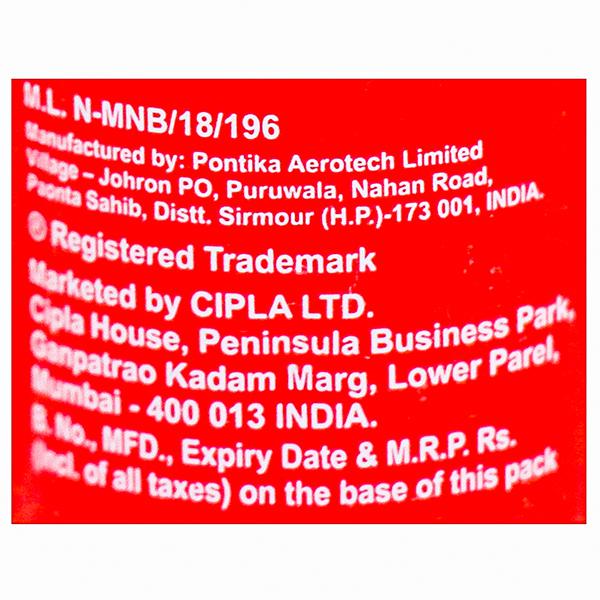 M.L. N-MNB/18/196
Manufactured by: Pontika Aerotech Limited
Village – Johron PO, Puruwala, Nahan Road,
Paonta Sahib, Distt. Sirmour (H.P.)-173 001, INDIA.
® Registered Trademark
Marketed by CIPLA LTD.
Cipla House, Peninsula Business Park,
Ganpatrao Kadam Marg, Lower Parel,
Mumbai - 400 013 INDIA.
B. No., MFD., Expiry Date & M.R.P. Rs.
(Incl. of all taxes) on the base of this pack